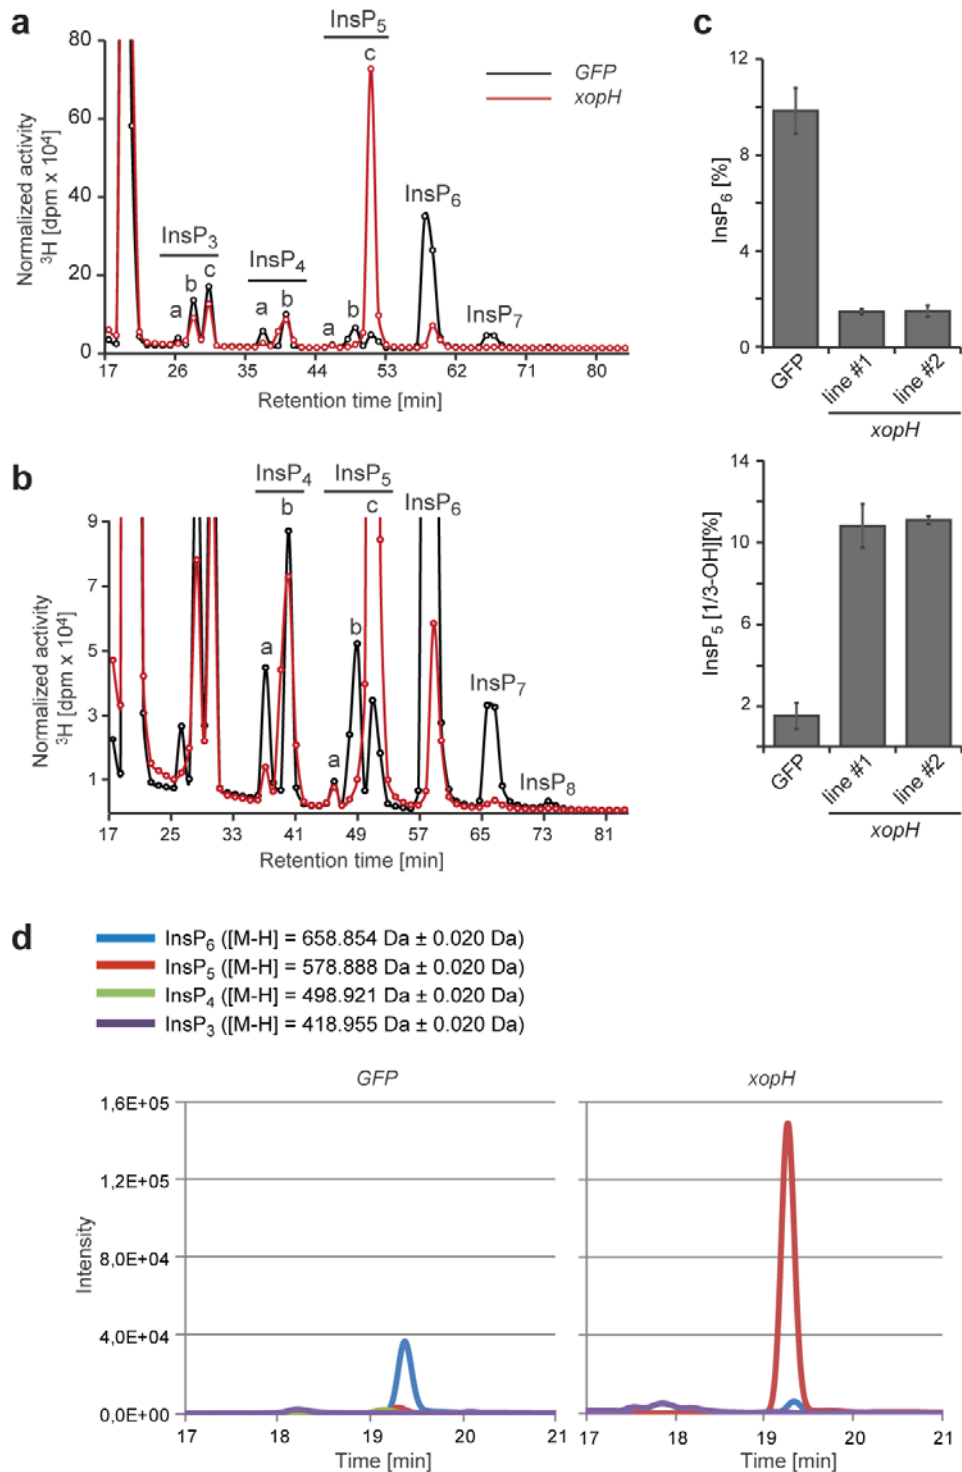 a
InsP5
80
60
40
20
0
Normalized activity
3H [dpm x 10^4]
InsP3
a
b
c
InsP4
a
b
a
b
c
InsP6
InsP7
GFP
xopH
17 26 35 44 53 62 71 80
Retention time [min]
b
InsP4
InsP5
InsP6
9
7
5
3
1
Normalized activity
3H [dpm x 10^4]
a
b
a
b
c
InsP7
InsP8
17 25 33 41 49 57 65 73 81
Retention time [min]
c
12
10
8
6
4
2
0
InsP6 [%]
GFP
line #1
line #2
xopH
14
10
6
2
InsP5 [1/3-OH][%]
GFP
line #1
line #2
xopH
d
InsP6 ([M-H] = 658.854 Da ± 0.020 Da)
InsP5 ([M-H] = 578.888 Da ± 0.020 Da)
InsP4 ([M-H] = 498.921 Da ± 0.020 Da)
InsP3 ([M-H] = 418.955 Da ± 0.020 Da)
GFP
xopH
1,6E+05
1,2E+05
8,0E+04
4,0E+04
0,0E+00
Intensity
17 18 19 20 21
Time [min]
17 18 19 20 21
Time [min]